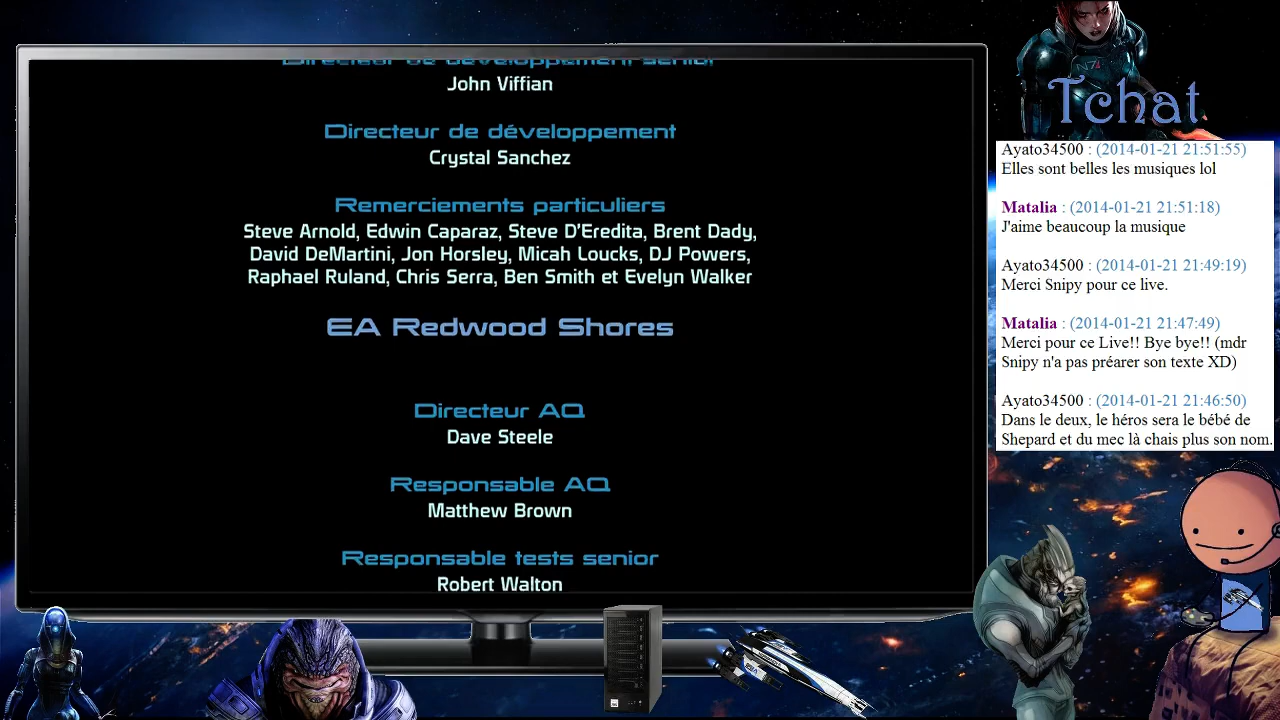 Directeur de développement senior
John Viffian
Directeur de développement
Crystal Sanchez
Remerciements particuliers
Steve Arnold, Edwin Caparaz, Steve D'Eredita, Brent Dady,
David DeMartini, Jon Horsley, Micah Loucks, DJ Powers,
Raphael Ruland, Chris Serra, Ben Smith et Evelyn Walker
EA Redwood Shores
Directeur AQ
Dave Steele
Responsable AQ
Matthew Brown
Responsable tests senior
Robert Walton
N7
Tchat
Ayato34500 : (2014-01-21 21:51:55)
Elles sont belles les musiques lol
Matalia : (2014-01-21 21:51:18)
J'aime beaucoup la musique
Ayato34500 : (2014-01-21 21:49:19)
Merci Snipy pour ce live.
Matalia : (2014-01-21 21:47:49)
Merci pour ce Live!! Bye bye!! (mdr
Snipy n'a pas préarer son texte XD)
Ayato34500 : (2014-01-21 21:46:50)
Dans le deux, le héros sera le bébé de
Shepard et du mec là chais plus son nom.